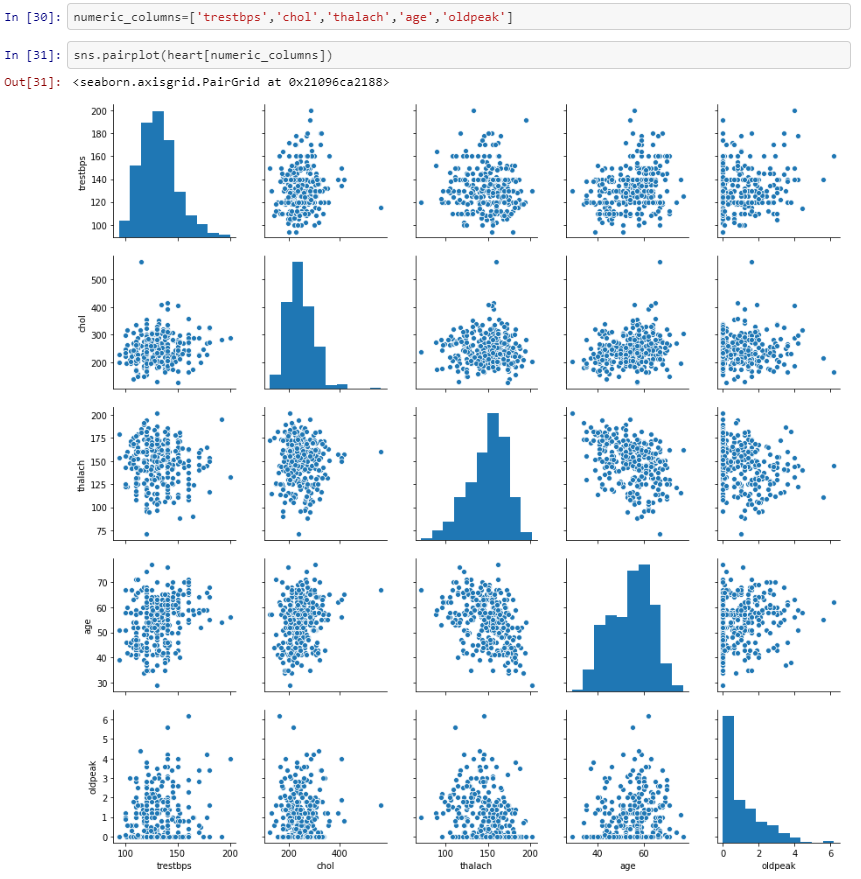 In [30]: numeric_columns=['trestbps','chol','thalach','age','oldpeak']
In [31]: sns.pairplot(heart[numeric_columns])
Out[31]: <seaborn.axisgrid.PairGrid at 0x21096ca2188>
200
180
160
140
120
100
trestbps
500
400
300
200
chol
200
175
150
125
100
75
thalach
70
60
50
40
30
age
6
5
4
3
2
1
0
oldpeak
100 150 200 200 400 100 150 200 40 60 0 2 4 6
trestbps chol thalach age oldpeak